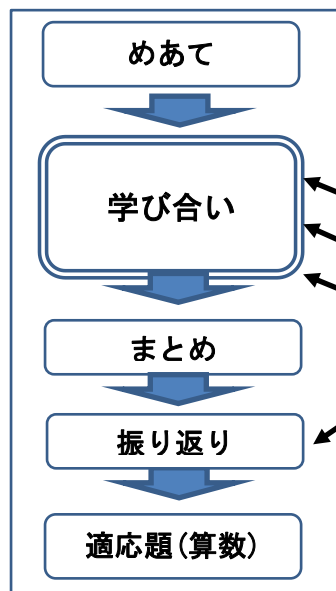 めあて
学び合い
まとめ
振り返り
適応題(算数)